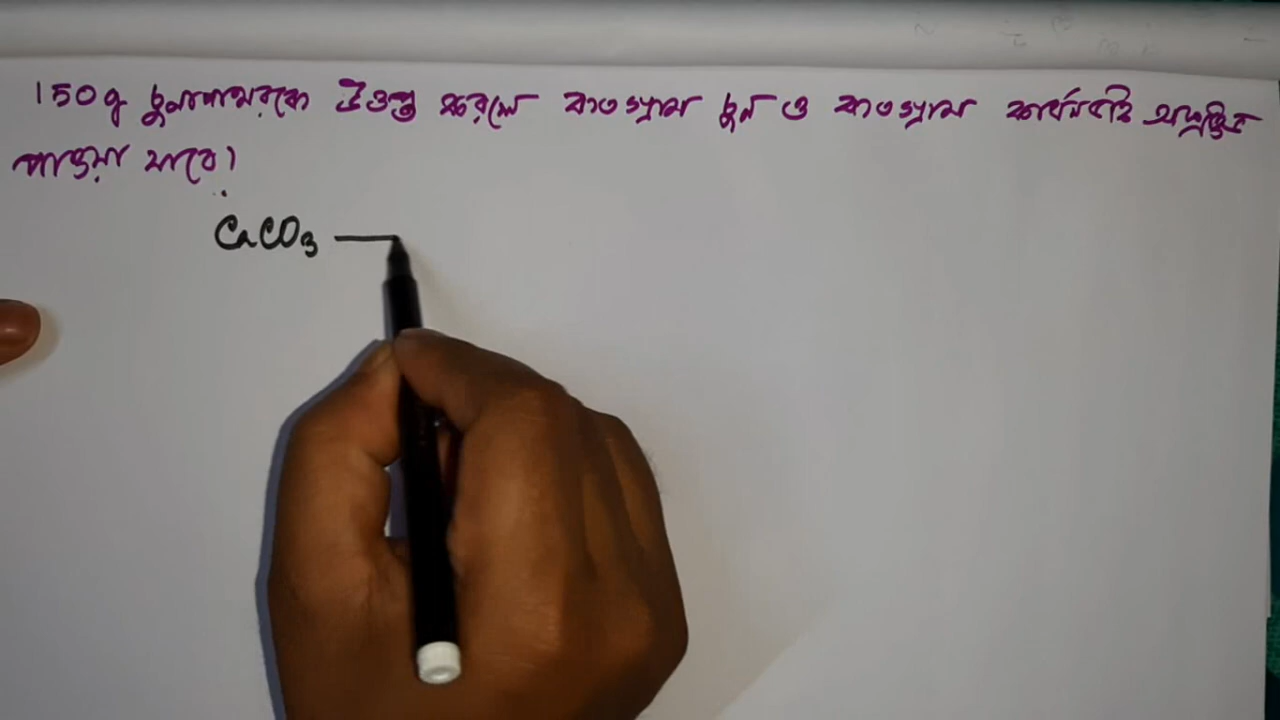 150g চুনাপাথরকে উত্তপ্ত করলে কতগ্রাম চুন ও কতগ্রাম কার্বনডাই অক্সাইড
পাওয়া যাবে।
CaCO₃ —